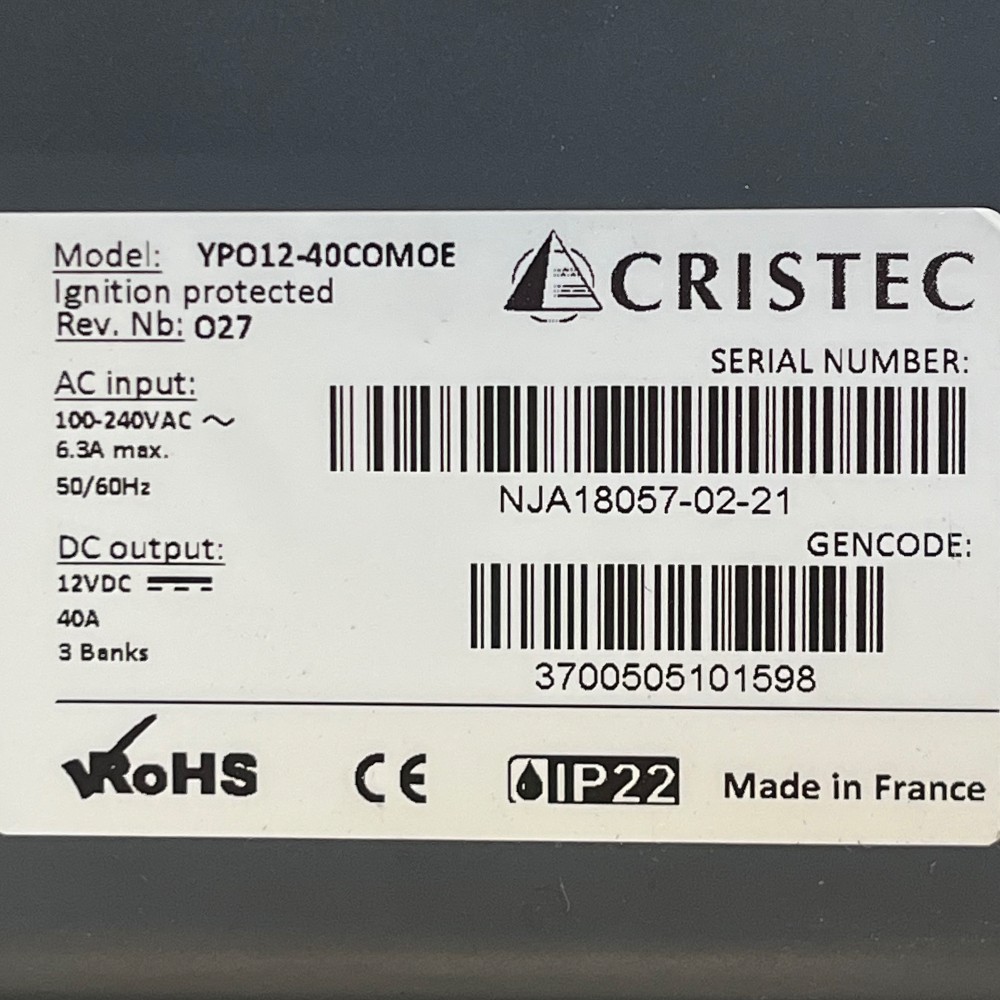 Model: YPO12-40COMOE
Ignition protected
Rev. Nb: 027
CRISTEC
SERIAL NUMBER:
NJA18057-02-21
AC input:
100-240VAC ~
6.3A max.
50/60Hz
GENCODE:
3700505101598
DC output:
12VDC
40A
3 Banks
RoHS
CE
IP22
Made in France